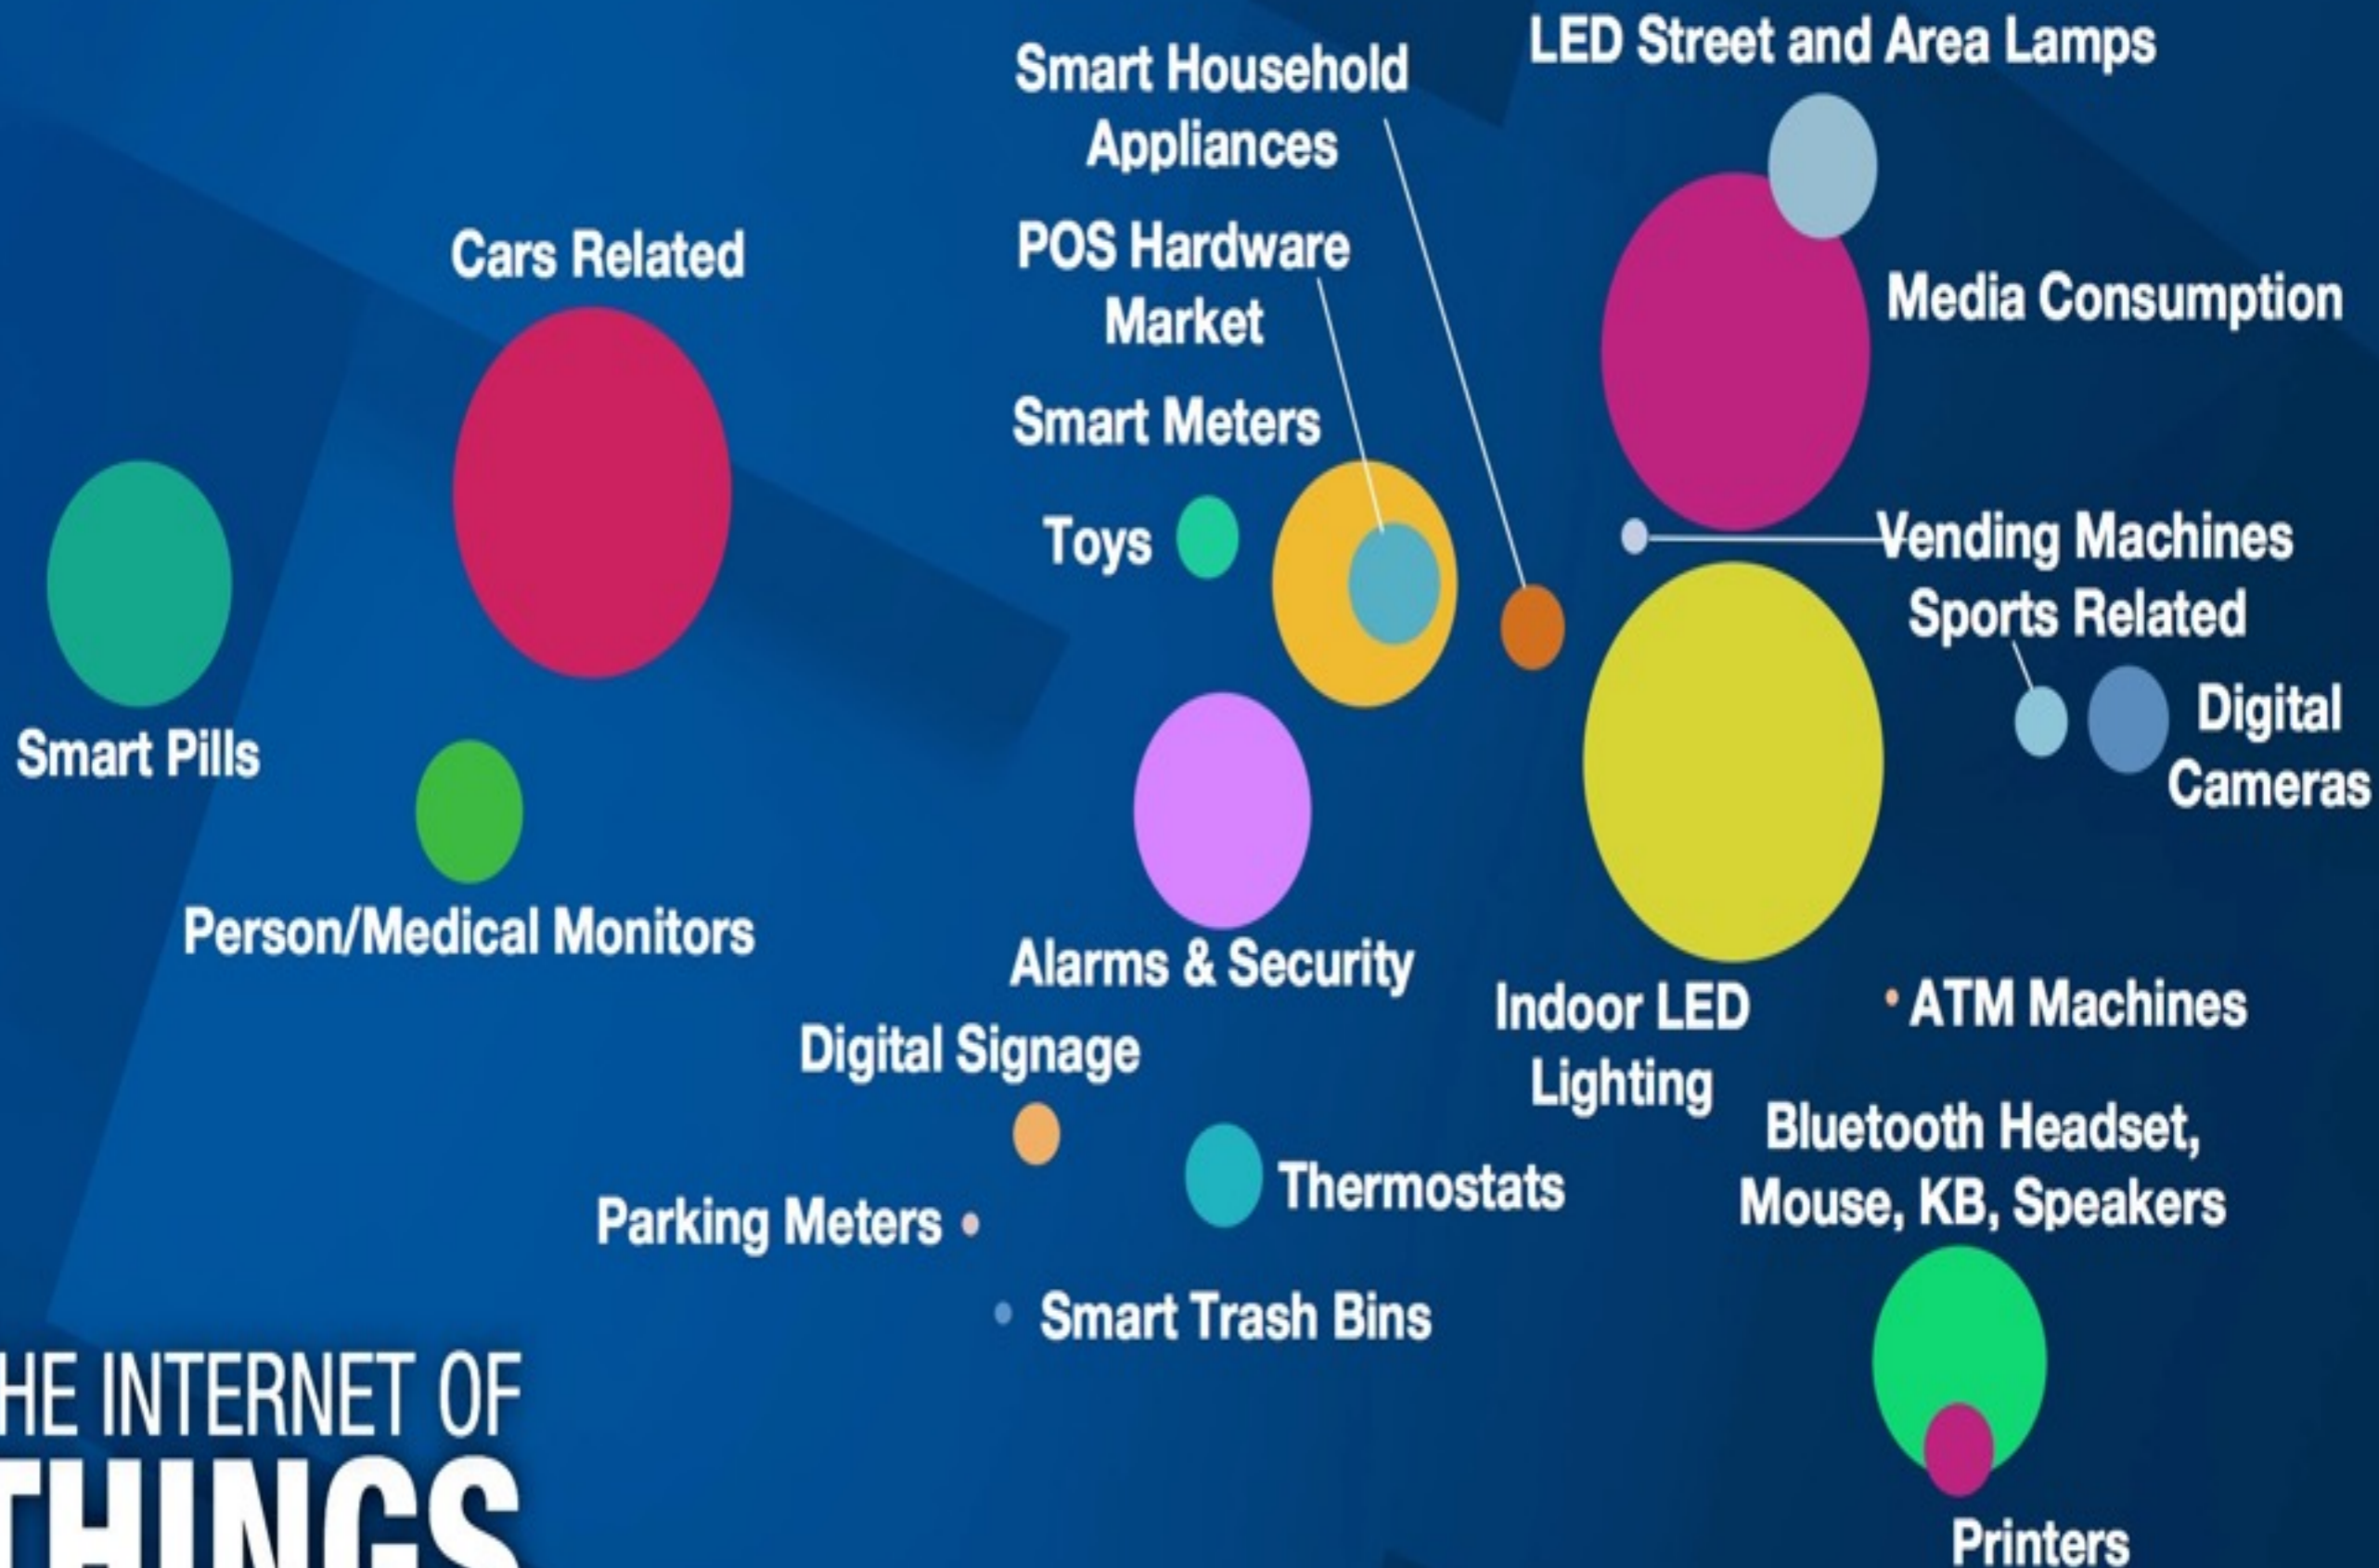 LED Street and Area Lamps
Smart Household
Appliances
POS Hardware
Market
Cars Related
Media Consumption
Smart Meters
Toys
Vending Machines
Sports Related
Digital
Cameras
Smart Pills
Person/Medical Monitors
Alarms & Security
Indoor LED
Lighting
ATM Machines
Digital Signage
Thermostats
Bluetooth Headset,
Mouse, KB, Speakers
Parking Meters
Smart Trash Bins
Printers
HE INTERNET OF
THINGS